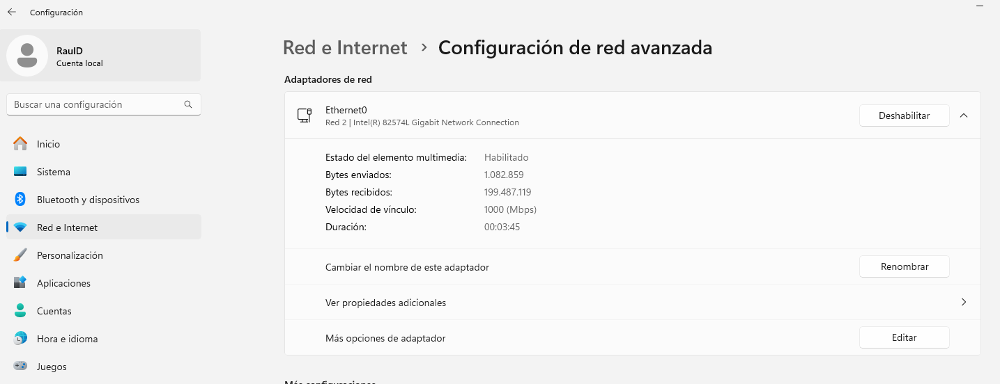 Configuración
RauID
Cuenta local
Buscar una configuración
Inicio
Sistema
Bluetooth y dispositivos
Red e Internet
Personalización
Aplicaciones
Cuentas
Hora e idioma
Juegos
Red e Internet > Configuración de red avanzada
Adaptadores de red
Ethernet0
Red 2 | Intel(R) 82574L Gigabit Network Connection
Deshabilitar
Estado del elemento multimedia: Habilitado
Bytes enviados: 1.082.859
Bytes recibidos: 199.487.119
Velocidad de vínculo: 1000 (Mbps)
Duración: 00:03:45
Cambiar el nombre de este adaptador
Renombrar
Ver propiedades adicionales
Más opciones de adaptador
Editar
Más configuraciones